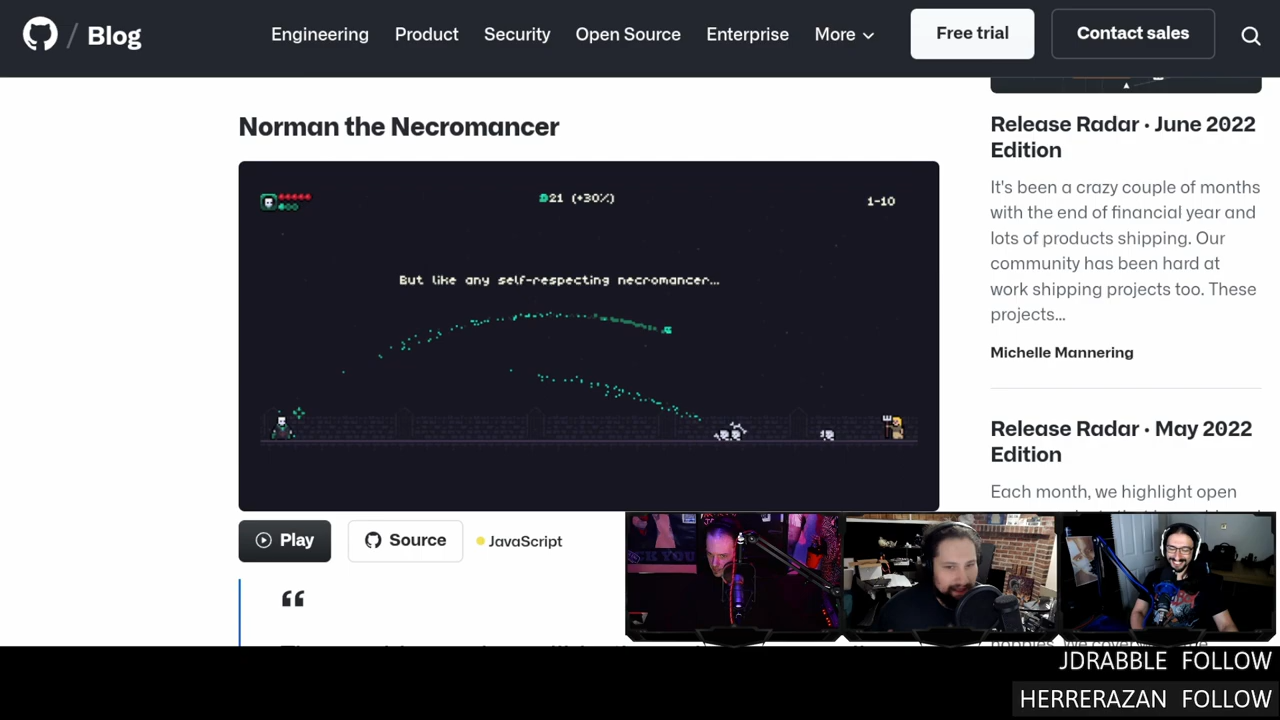 / Blog
Engineering Product Security Open Source Enterprise More Free trial Contact sales
Norman the Necromancer
21 (+30%)
1-10
But like any self-respecting necromancer...
Play
Source
JavaScript
“
Release Radar · June 2022
Edition
It's been a crazy couple of months
with the end of financial year and
lots of products shipping. Our
community has been hard at
work shipping projects too. These
projects...
Michelle Mannering
Release Radar · May 2022
Edition
Each month, we highlight open
JDRABBLE FOLLOW
HERRERAZAN FOLLOW